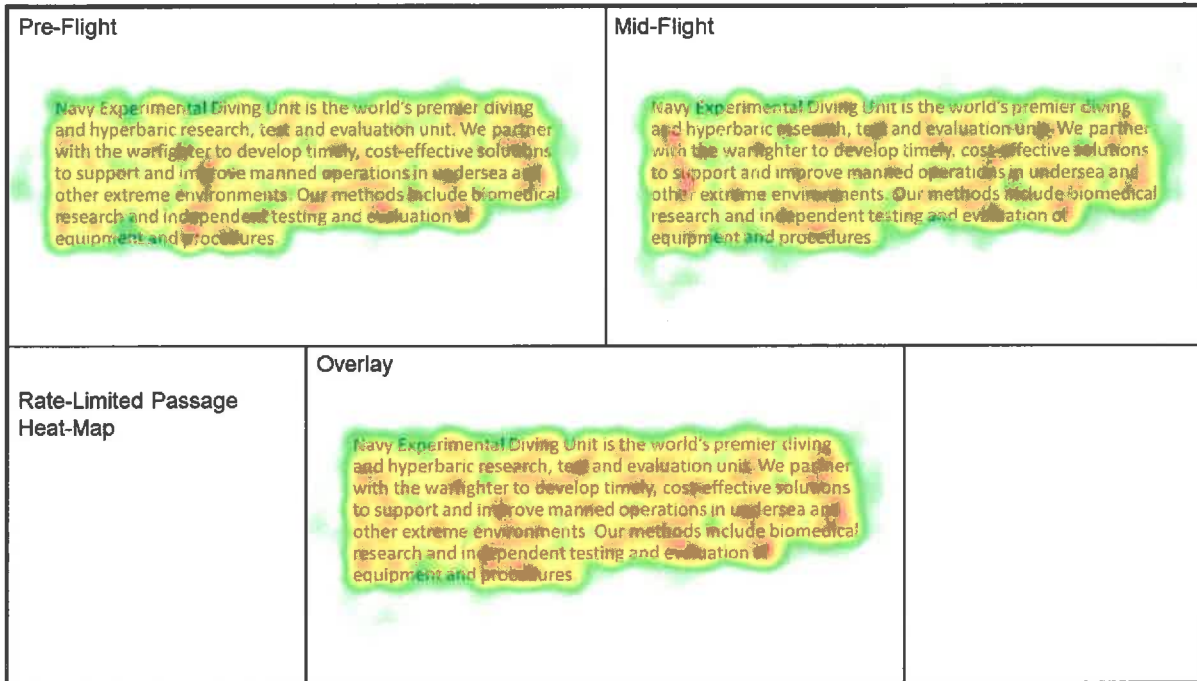 Pre-Flight
Navy Experimental Diving Unit is the world's premier diving
and hyperbaric research, test and evaluation unit. We partner
with the warfighter to develop timely, cost-effective solutions
to support and improve manned operations in undersea and
other extreme environments. Our methods include biomedical
research and independent testing and evaluation of
equipment and procedures
Mid-Flight
Navy Experimental Diving Unit is the world's premier diving
and hyperbaric research, test and evaluation unit. We partner
with the warfighter to develop timely, cost-effective solutions
to support and improve manned operations in undersea and
other extreme environments. Our methods include biomedical
research and independent testing and evaluation of
equipment and procedures
Rate-Limited Passage
Heat-Map
Overlay
Navy Experimental Diving Unit is the world's premier diving
and hyperbaric research, test and evaluation unit. We partner
with the warfighter to develop timely, cost-effective solutions
to support and improve manned operations in undersea and
other extreme environments. Our methods include biomedical
research and independent testing and evaluation of
equipment and procedures